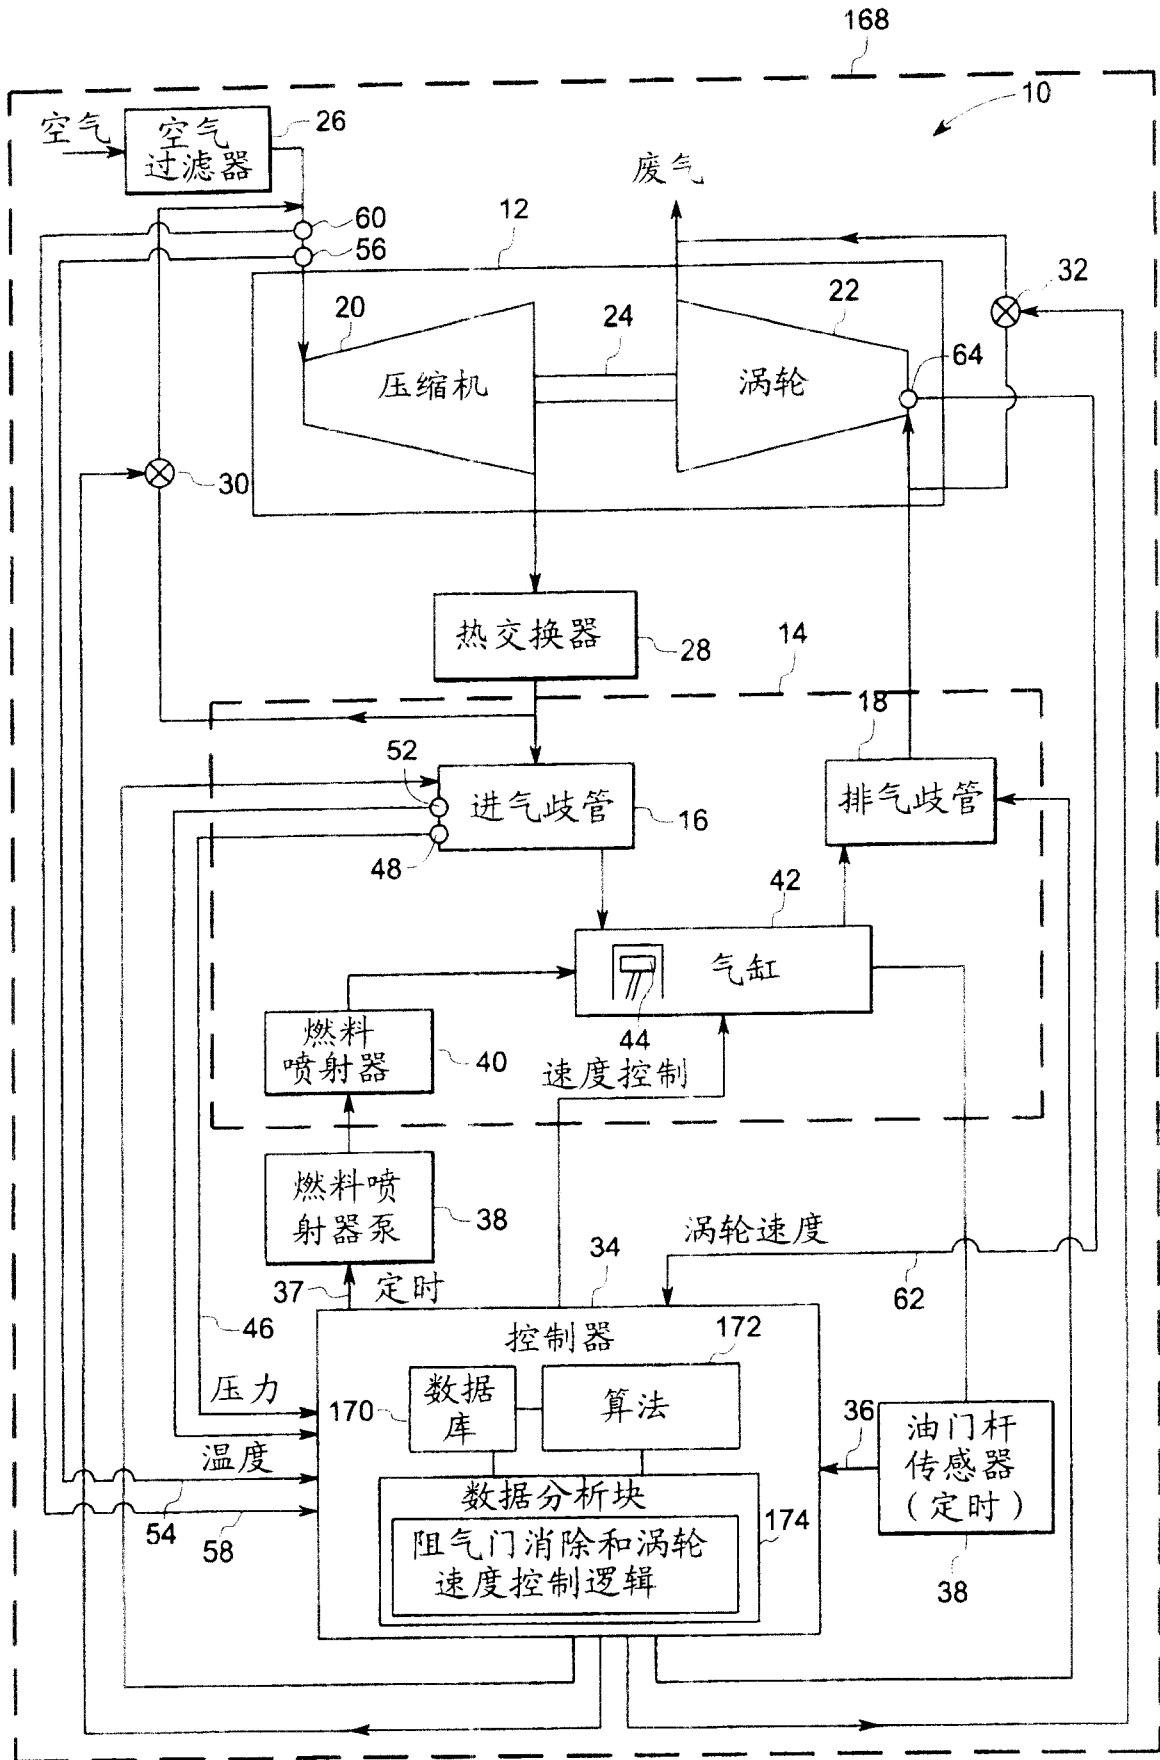 168
10
空气
空气
过滤器
26
废气
60
12
56
32
20
24
22
64
压缩机
涡轮
30
热交换器
28
14
18
52
进气歧管
16
排气歧管
48
42
气缸
44
燃料
喷射器
40
速度控制
燃料喷
射器泵
38
涡轮速度
37
定时
34
62
46
控制器
172
压力
170
数据
库
算法
36
油门杆
传感器
(定时)
温度
数据分析块
174
54
58
阻气门消除和涡轮
速度控制逻辑
38